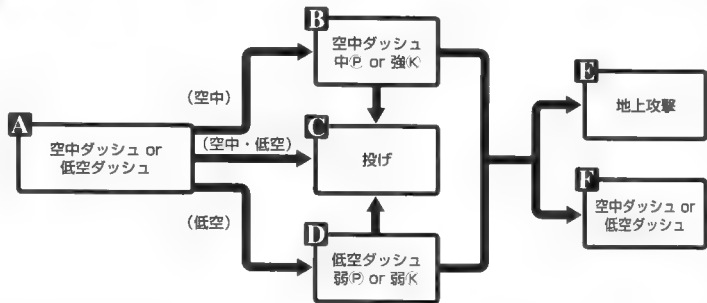 A
空中ダッシュ or
低空ダッシュ
(空中)
(空中・低空)
(低空)
B
空中ダッシュ
中Ⓟ or 強Ⓚ
C
投げ
D
低空ダッシュ
弱Ⓟ or 弱Ⓚ
E
地上攻撃
F
空中ダッシュ or
低空ダッシュ